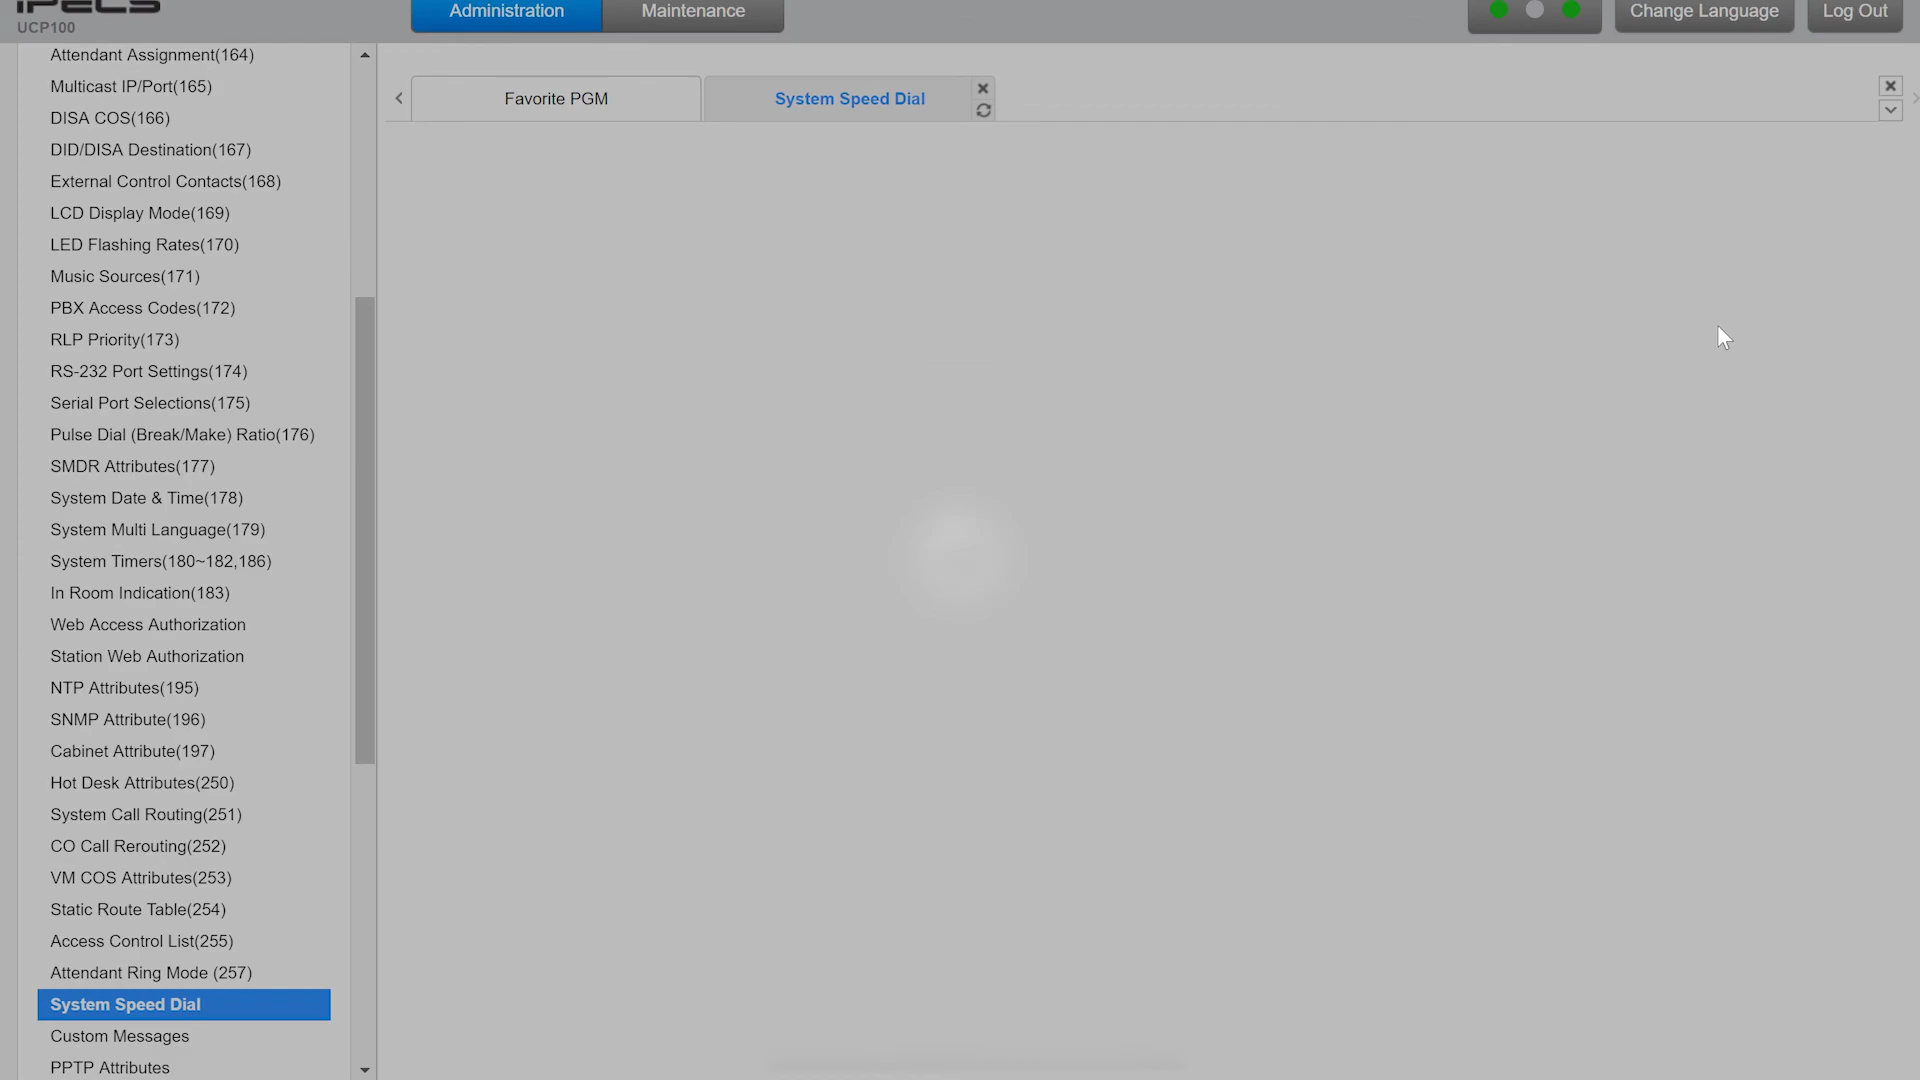 iPECS
UCP100
Administration
Maintenance
Change Language
Log Out
Attendant Assignment(164)
Multicast IP/Port(165)
DISA COS(166)
DID/DISA Destination(167)
External Control Contacts(168)
LCD Display Mode(169)
LED Flashing Rates(170)
Music Sources(171)
PBX Access Codes(172)
RLP Priority(173)
RS-232 Port Settings(174)
Serial Port Selections(175)
Pulse Dial (Break/Make) Ratio(176)
SMDR Attributes(177)
System Date & Time(178)
System Multi Language(179)
System Timers(180~182,186)
In Room Indication(183)
Web Access Authorization
Station Web Authorization
NTP Attributes(195)
SNMP Attribute(196)
Cabinet Attribute(197)
Hot Desk Attributes(250)
System Call Routing(251)
CO Call Rerouting(252)
VM COS Attributes(253)
Static Route Table(254)
Access Control List(255)
Attendant Ring Mode (257)
System Speed Dial
Custom Messages
PPTP Attributes
Favorite PGM
System Speed Dial